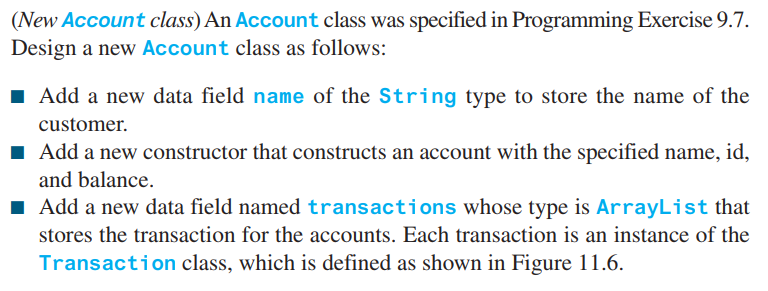 (New Account class) An Account class was specified in Programming Exercise 9.7.
Design a new Account class as follows:
■ Add a new data field name of the String type to store the name of the
customer.
■ Add a new constructor that constructs an account with the specified name, id,
and balance.
■ Add a new data field named transactions whose type is ArrayList that
stores the transaction for the accounts. Each transaction is an instance of the
Transaction class, which is defined as shown in Figure 11.6.